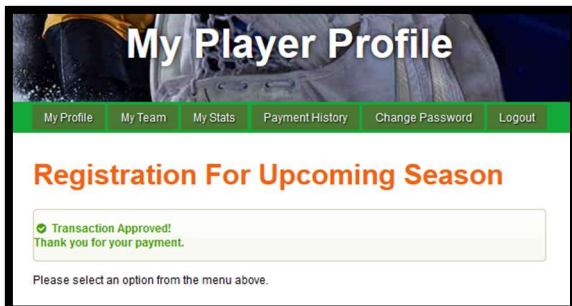 My Player Profile
My Profile My Team My Stats Payment History Change Password Logout
Registration For Upcoming Season
Transaction Approved!
Thank you for your payment.
Please select an option from the menu above.